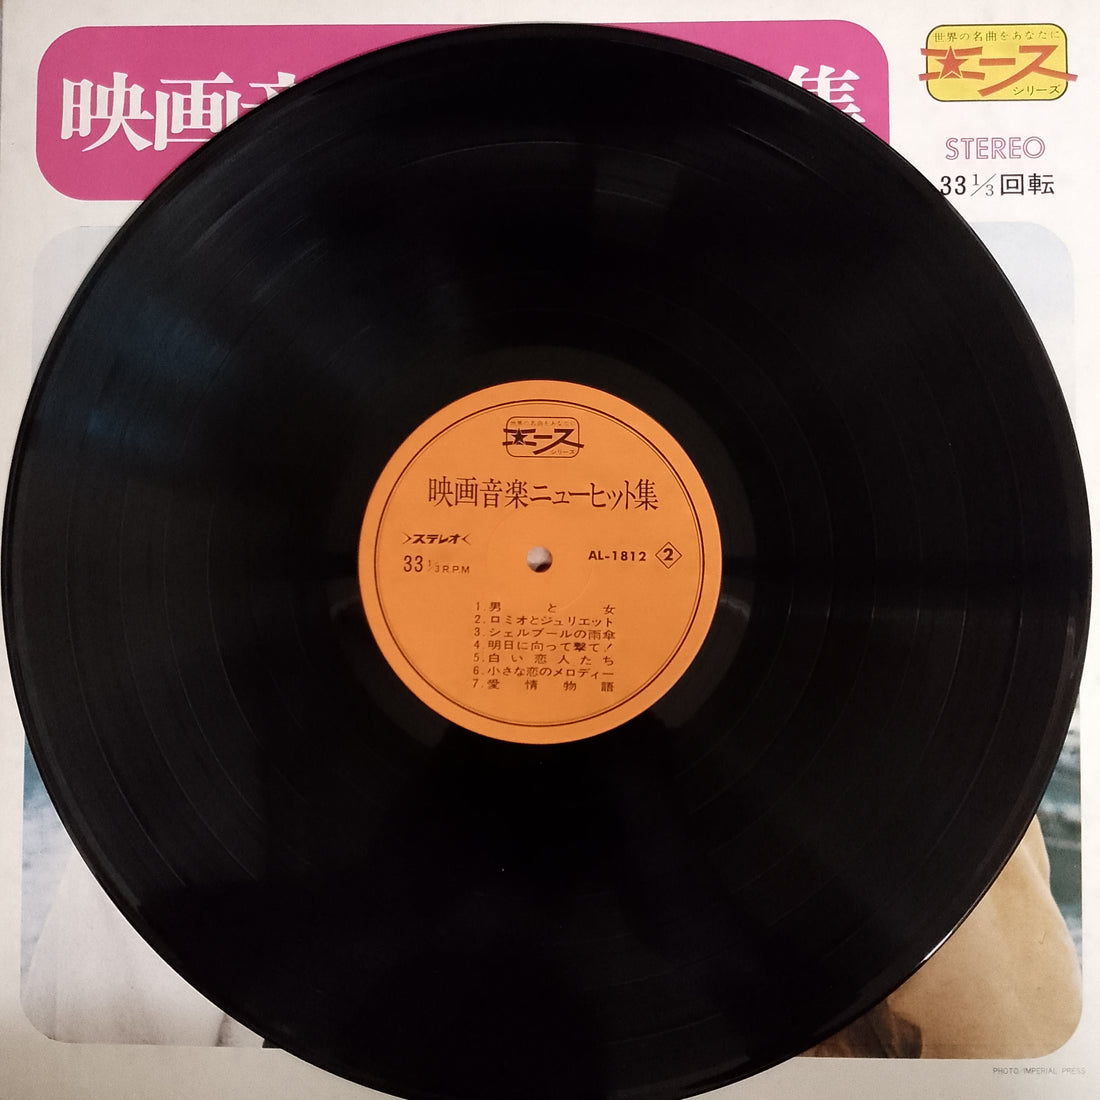 映画音
集
世界の名曲をあなたに
エース
シリーズ
STEREO
33 1/3 回転
世界の名曲をあなたに
エース
シリーズ
映画音楽ニューヒット集
ステレオ
33 1/3 R.P.M
AL-1812 2
1. 男と女
2. ロミオとジュリエット
3. シェルブールの雨傘
4. 明日に向って撃て!
5. 白い恋人たち
6. 小さな恋のメロディー
7. 愛情物語
PHOTO/IMPERIAL PRESS